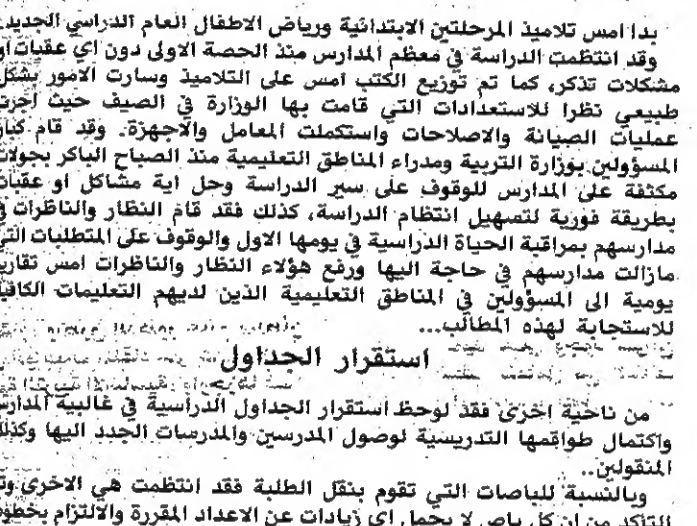 بدا امس تلاميذ المرحلتين الابتدائية ورياض الاطفال العام الدراسي الجديد
وقد انتظمت الدراسة في معظم المدارس منذ الحصة الاولى دون اي عقبات او
مشكلات تذكر، كما تم توزيع الكتب امس على التلاميذ وسارت الامور بشكل
طبيعي نظرا للاستعدادات التي قامت بها الوزارة في الصيف حيث اجرت
عمليات الصيانة والاصلاحات واستكملت المعامل والاجهزة. وقد قام كبار
المسؤولين بوزارة التربية ومدراء المناطق التعليمية منذ الصباح الباكر بجولات
مكثفة على المدارس للوقوف على سير الدراسة وحل اية مشاكل او عقبات
بطريقة فورية لتسهيل انتظام الدراسة، كذلك فقد قام النظار والناظرات في
مدارسهم بمراقبة الحياة الدراسية في يومها الاول والوقوف على المتطلبات التي
مازالت مدارسهم في حاجة اليها ورفع هؤلاء النظار والناظرات امس تقارير
يومية الى المسؤولين في المناطق التعليمية الذين لديهم التعليمات الكافية
للاستجابة لهذه المطالب...
استقرار الجداول
من ناحية اخرى فقد لوحظ استقرار الجداول الدراسية في غالبية المدارس
واكتمال طواقمها التدريسية لوصول المدرسين والمدرسات الجدد اليها وكذلك
المنقولين..
وبالنسبة للباصات التي تقوم بنقل الطلبة فقد انتظمت هي الاخرى
التأكد من ان كل باص لا يحمل اي زيادات عن الاعداد المقررة والالتزام بخطوط